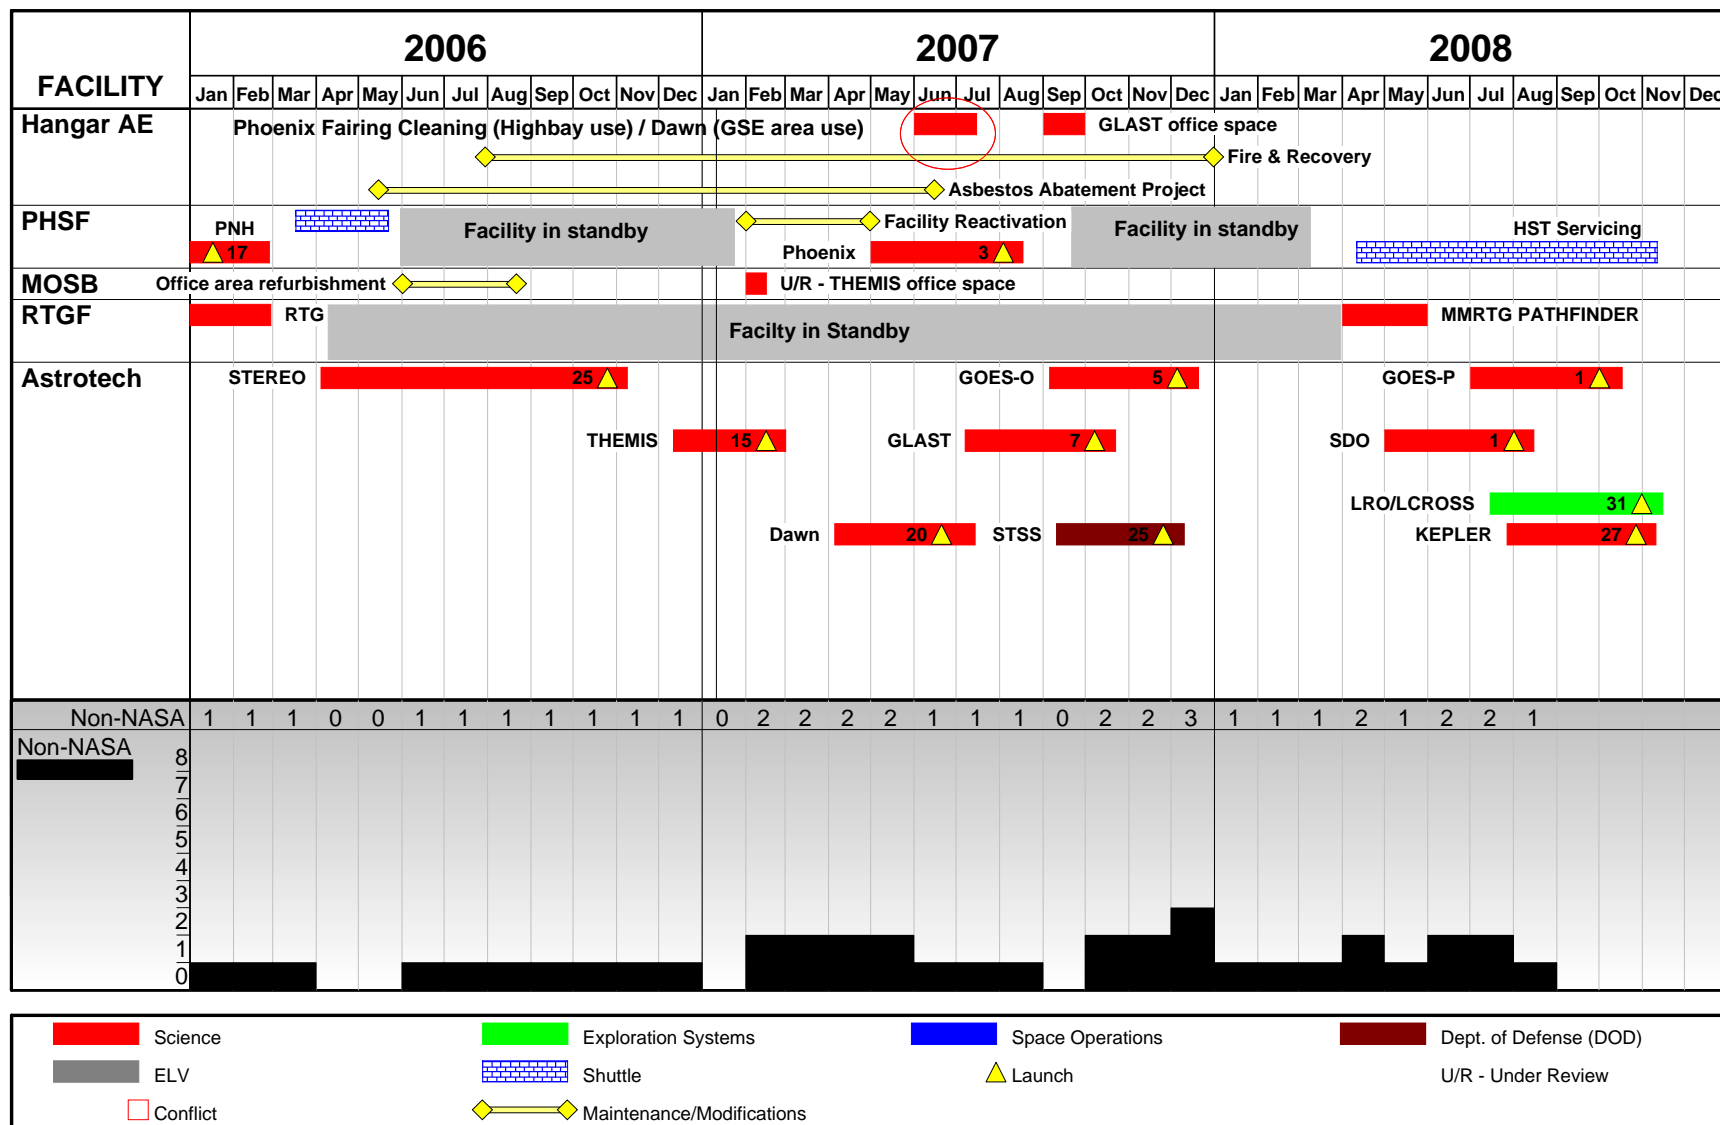 2006 2007 2008
FACILITY
Jan Feb Mar Apr May Jun Jul Aug Sep Oct Nov Dec Jan Feb Mar Apr May Jun Jul Aug Sep Oct Nov Dec Jan Feb Mar Apr May Jun Jul Aug Sep Oct Nov Dec
Hangar AE
Phoenix Fairing Cleaning (Highbay use) / Dawn (GSE area use)
GLAST office space
Fire & Recovery
Asbestos Abatement Project
PHSF
PNH
Facility in standby
Facility Reactivation
Facility in standby
HST Servicing
17
Phoenix
3
MOSB
Office area refurbishment
U/R - THEMIS office space
RTGF
RTG
Facilty in Standby
MMRTG PATHFINDER
Astrotech
STEREO
25
GOES-O
5
GOES-P
1
THEMIS
15
GLAST
7
SDO
1
LRO/LCROSS
31
Dawn
20
STSS
25
KEPLER
27
Non-NASA 1 1 1 0 0 1 1 1 1 1 1 1 0 2 2 2 2 1 1 1 0 2 2 3 1 1 1 2 1 2 2 1
Non-NASA
8
7
6
5
4
3
2
1
0
Science
Exploration Systems
Space Operations
Dept. of Defense (DOD)
ELV
Shuttle
Launch
U/R - Under Review
Conflict
Maintenance/Modifications